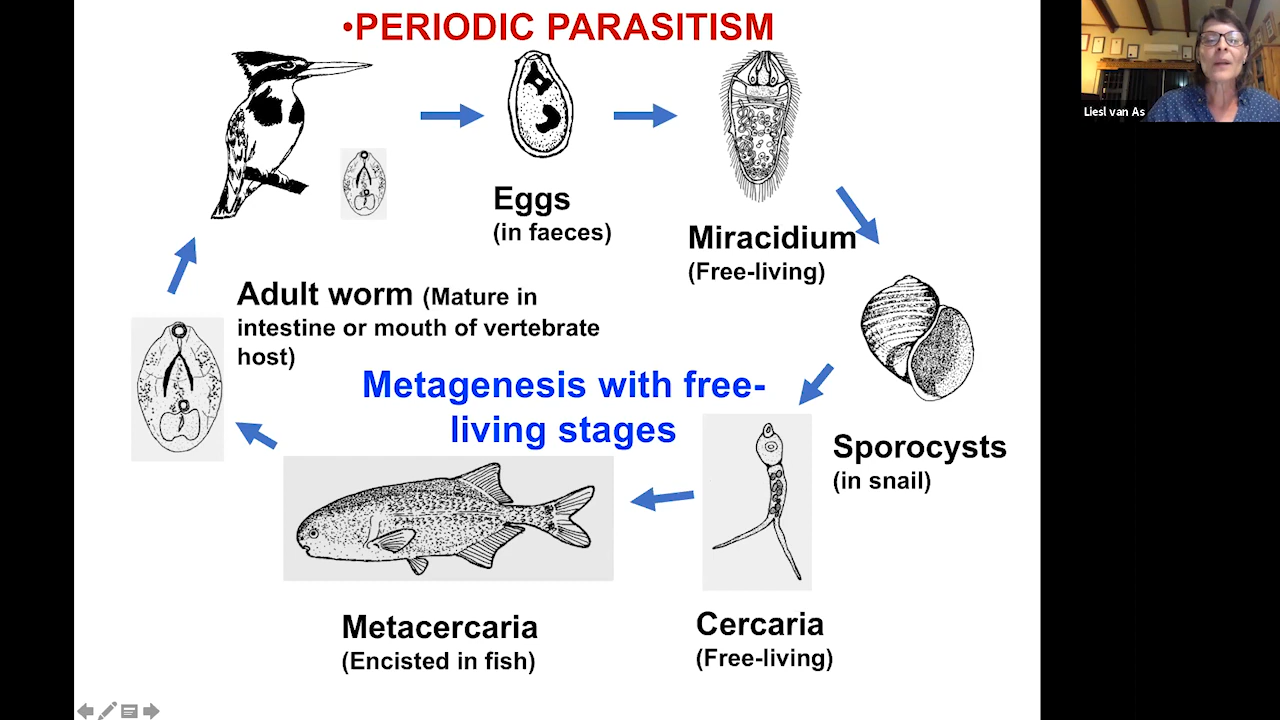 •PERIODIC PARASITISM
Liesl van As
Eggs
(in faeces)
Miracidium
(Free-living)
Adult worm (Mature in
intestine or mouth of vertebrate
host)
Metagenesis with free-
living stages
Sporocysts
(in snail)
Metacercaria
(Encisted in fish)
Cercaria
(Free-living)